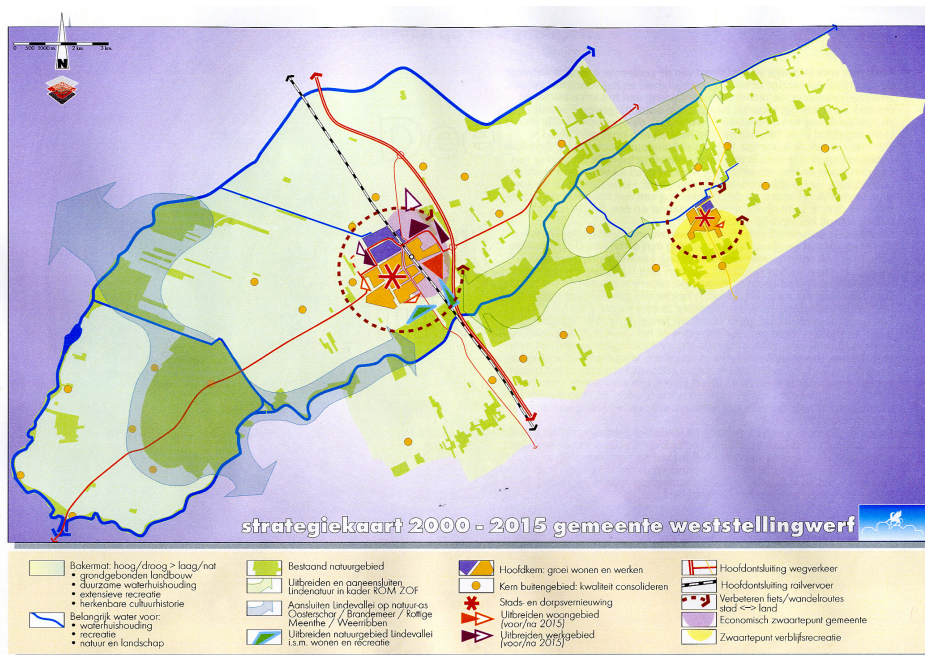 0 500 1000 m. 2 km. 3 km.
N
strategiekaart 2000 - 2015 gemeente weststellingwerf
Bakermat: hoog/droog > laag/nat
• grondgebonden landbouw
• duurzame waterhuishouding
• extensieve recreatie
• herkenbare cultuurhistorie
Belangrijk water voor:
• waterhuishouding
• recreatie
• natuur en landschap
Bestaand natuurgebied
Uitbreiden en aaneensluiten
Lindenatuur in kader ROM ZOF
Aansluiten Lindevallei op natuur-as
Oosterschar / Brandemeer / Rottige
Meenthe / Weerribben
Uitbreiden natuurgebied Lindevallei
i.s.m. wonen en recreatie
Hoofdkern: groei wonen en werken
Kern buitengebied: kwaliteit consolideren
Stads- en dorpsvernieuwing
Uitbreiden woongebied
(voor/na 2015)
Uitbreiden werkgebied
(voor/na 2015)
Hoofdontsluiting wegverkeer
Hoofdontsluiting railvervoer
Verbeteren fiets/wandelroutes
stad <--> land
Economisch zwaartepunt gemeente
Zwaartepunt verblijfsrecreatie